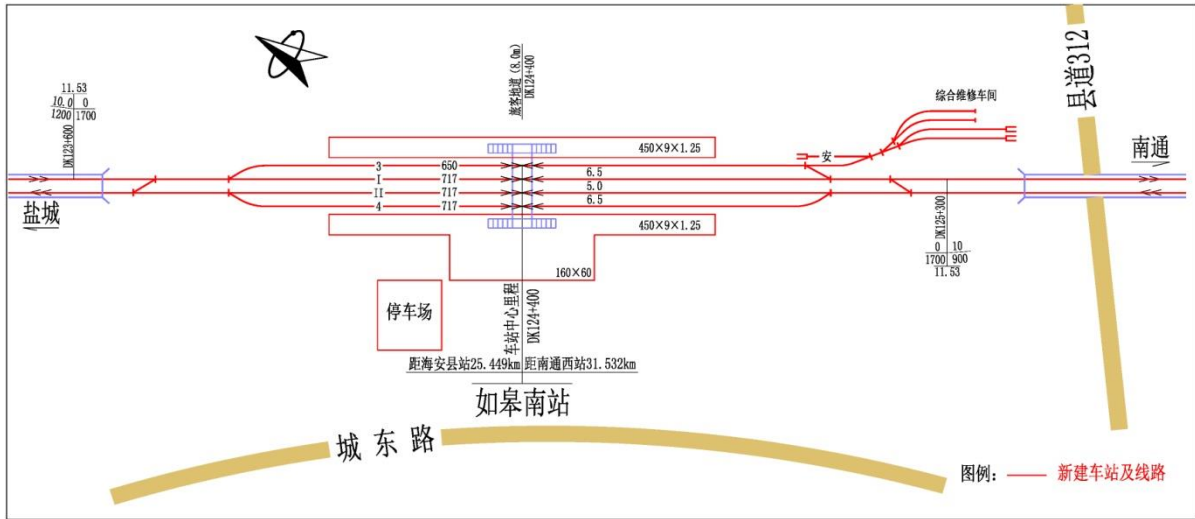 县道312
旅客地道 (8.0m)
DK124+400
11.53
10.0 0
1200 1700
DK123+600
综合维修车间
450×9×1.25
安
南通
3 650
I 717 6.5
II 717 5.0
4 717 6.5
盐城
450×9×1.25
DK125+300
0 10
1700 900
11.53
160×60
停车场
车站中心里程
DK124+400
距海安县站25.449km 距南通西站31.532km
如皋南站
城东路
图例: 新建车站及线路